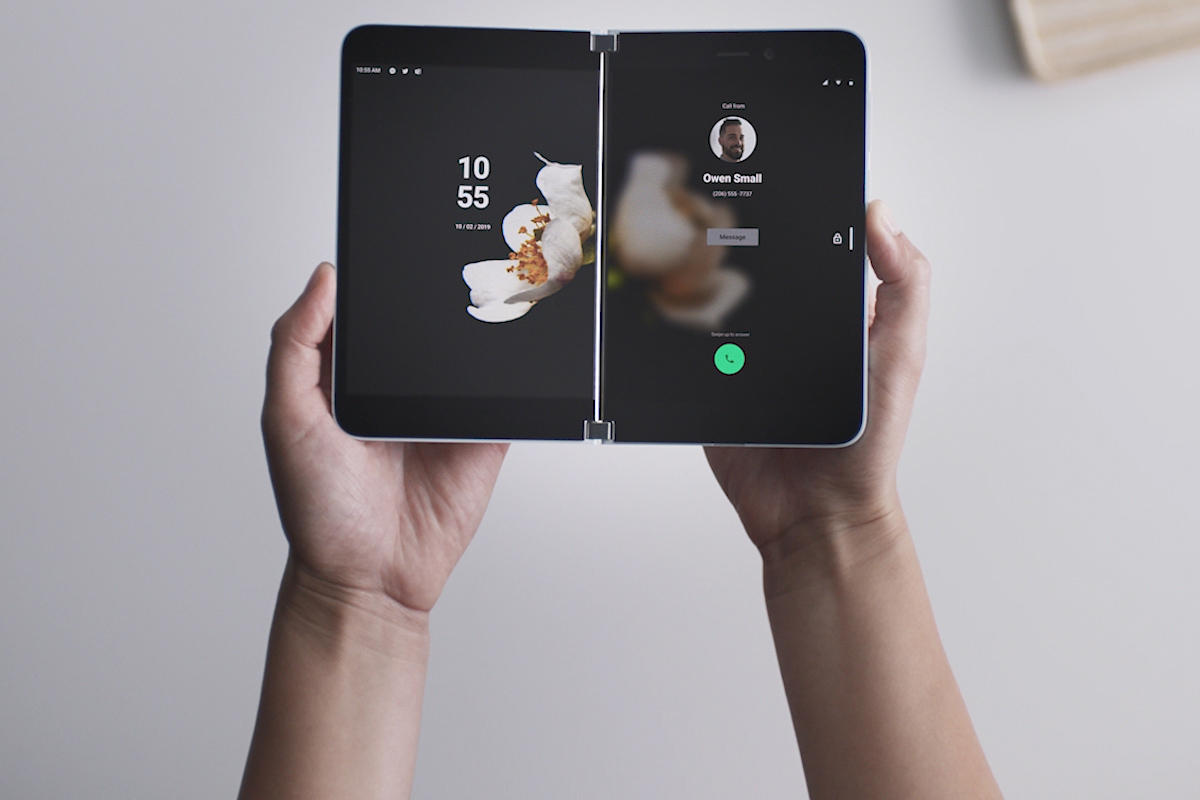 10:55 AM
10
55
10 / 02 / 2019
Call from
Owen Small
(206) 555-7737
Message
Swipe up to answer